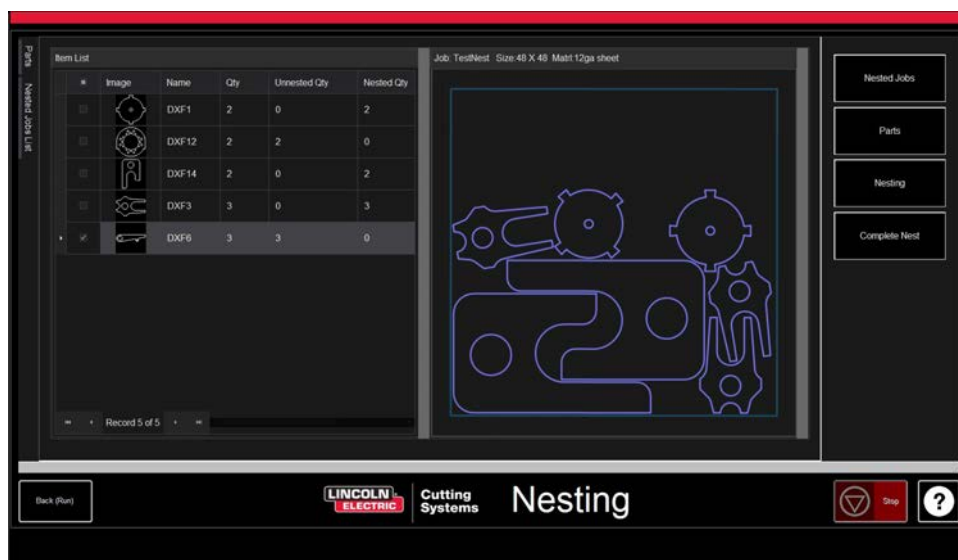 Parts
Nested Jobs List
Item List
Image Name Qty Unnested Qty Nested Qty
DXF1 2 0 2
DXF12 2 2 0
DXF14 2 0 2
DXF3 3 0 3
DXF6 3 3 0
Record 5 of 5
Job: TestNest Size:48 X 48 Matrl:12ga sheet
Nested Jobs
Parts
Nesting
Complete Nest
Back (Run)
LINCOLN
ELECTRIC
Cutting
Systems
Nesting
Stop
?